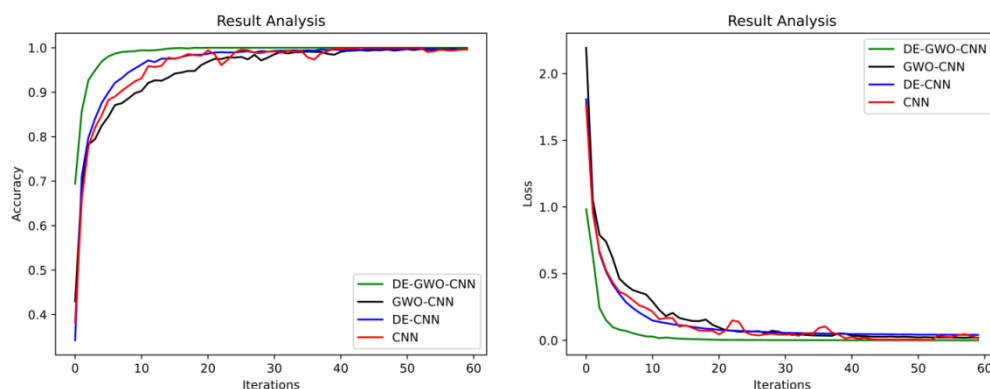 Result Analysis
1.0
0.9
0.8
0.7
0.6
0.5
0.4
Accuracy
DE-GWO-CNN
GWO-CNN
DE-CNN
CNN
0
10
20
30
40
50
60
Iterations
Result Analysis
2.0
1.5
1.0
0.5
0.0
Loss
DE-GWO-CNN
GWO-CNN
DE-CNN
CNN
0
10
20
30
40
50
60
Iterations